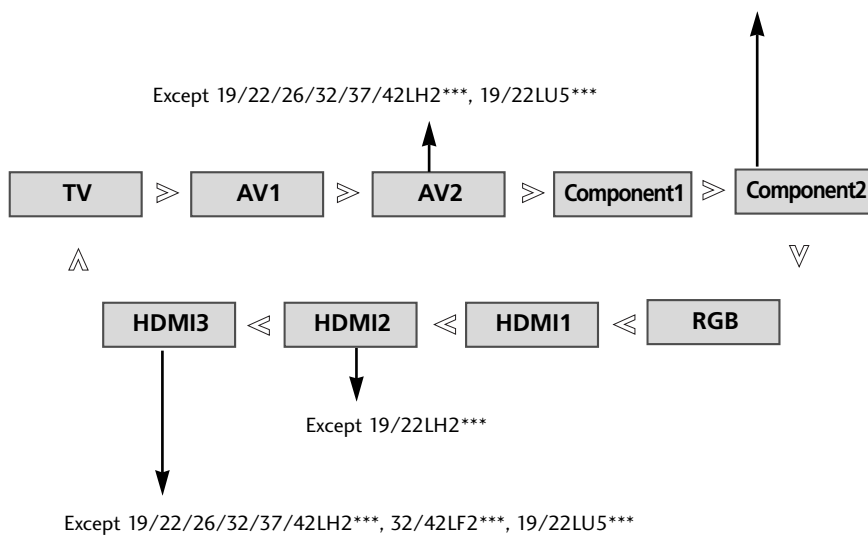 Except 19/22/26/32/37/42LH2***, 19/22LU5***
TV AV1 AV2 Component1 Component2
HDMI3 HDMI2 HDMI1 RGB
Except 19/22LH2***
Except 19/22/26/32/37/42LH2***, 32/42LF2***, 19/22LU5***